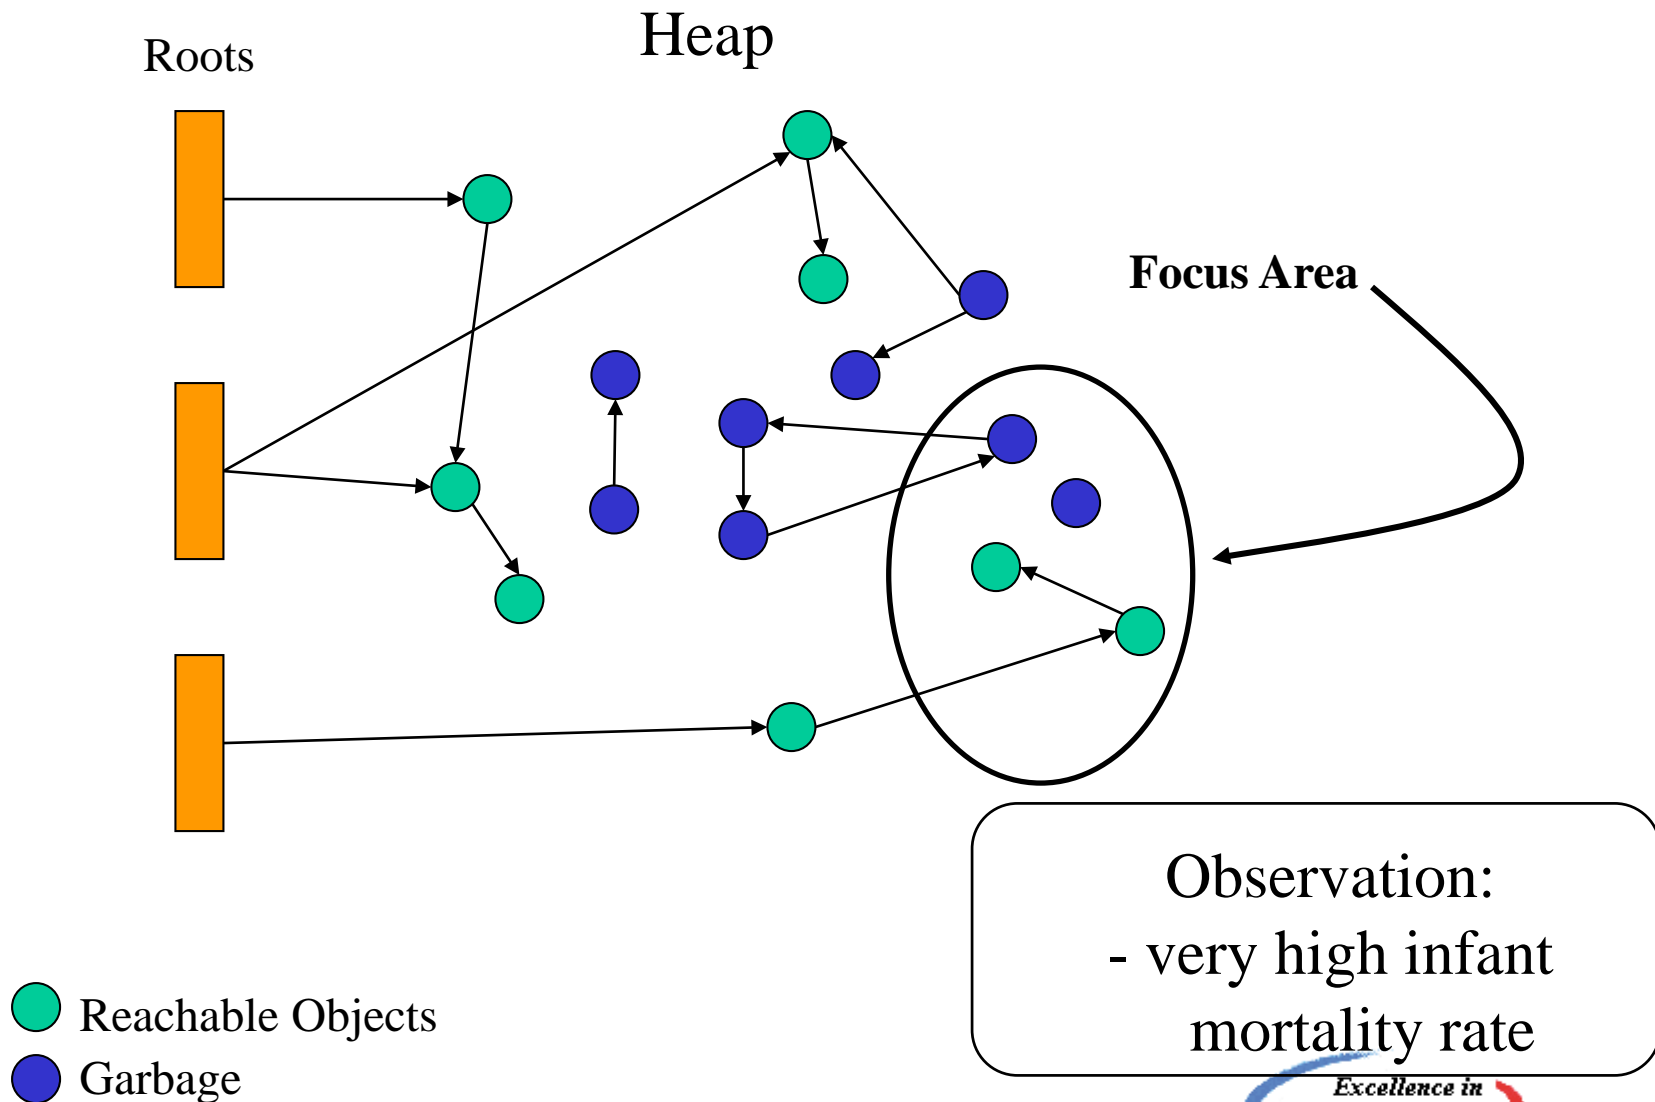 Heap
Roots
Focus Area
Observation:
- very high infant
mortality rate
Reachable Objects
Garbage
Excellence in